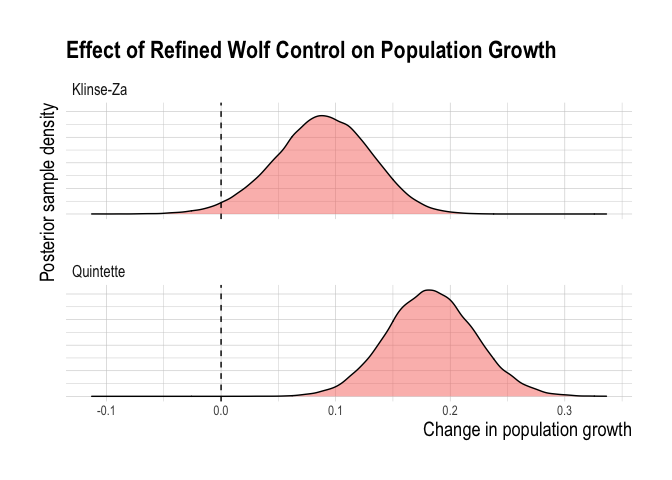 Effect of Refined Wolf Control on Population Growth
Klinse-Za
Posterior sample density
Quintette
-0.1 0.0 0.1 0.2 0.3
Change in population growth